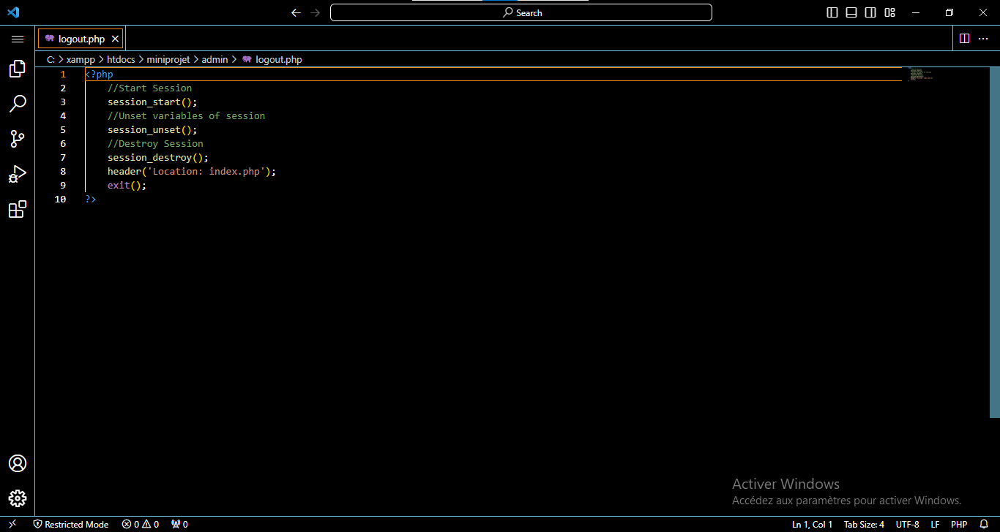 Search
logout.php
C: > xampp > htdocs > miniprojet > admin > logout.php
1 <?php
2 //Start Session
3 session_start();
4 //Unset variables of session
5 session_unset();
6 //Destroy Session
7 session_destroy();
8 header('Location: index.php');
9 exit();
10 ?>
Activer Windows
Accédez aux paramètres pour activer Windows.
Restricted Mode 0 0 0 Ln 1, Col 1 Tab Size: 4 UTF-8 LF PHP